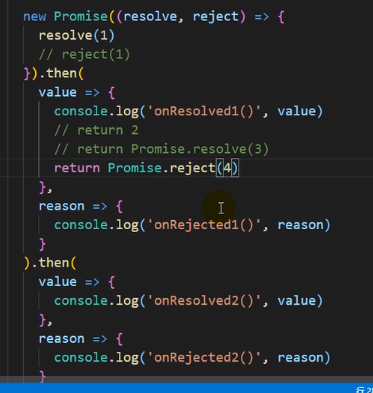 new Promise((resolve, reject) => {
  resolve(1)
  // reject(1)
}).then(
  value => {
    console.log('onResolved1()', value)
    // return 2
    // return Promise.resolve(3)
    return Promise.reject(4)
  },
  reason => {
    console.log('onRejected1()', reason)
  }
).then(
  value => {
    console.log('onResolved2()', value)
  },
  reason => {
    console.log('onRejected2()', reason)
  }